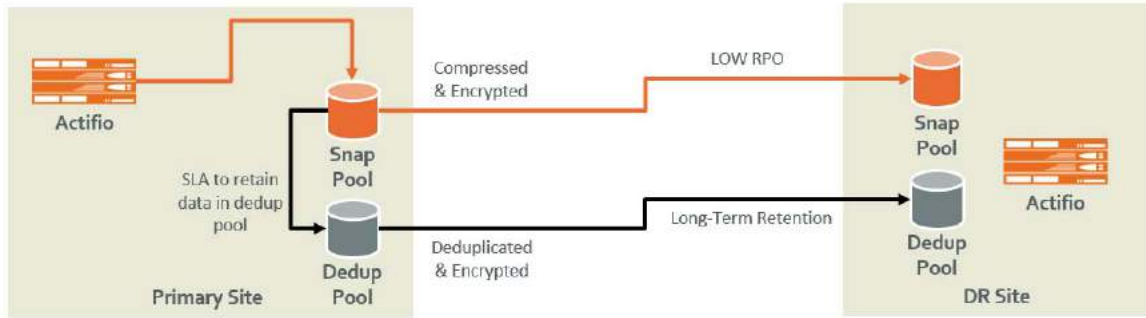 Actifio
Snap
Pool
SLA to retain
data in dedup
pool
Dedup
Pool
Primary Site
Compressed
& Encrypted
LOW RPO
Deduplicated
& Encrypted
Long-Term Retention
Snap
Pool
Actifio
Dedup
Pool
DR Site